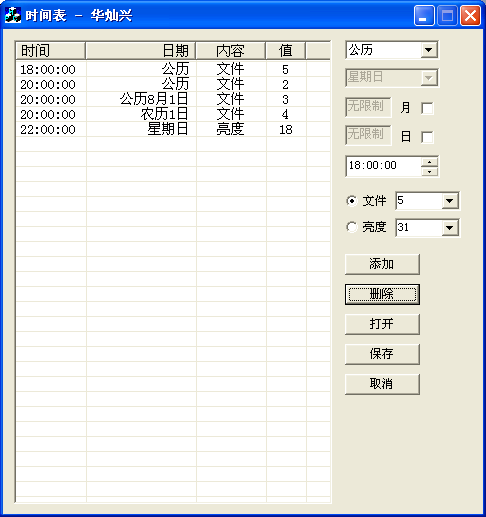 时间表 - 华灿兴
时间 日期 内容 值
18:00:00 公历 文件 5
20:00:00 公历 文件 2
20:00:00 公历8月1日 文件 3
20:00:00 农历1日 文件 4
22:00:00 星期日 亮度 18
公历
星期日
无限制 月
无限制 日
18:00:00
文件 5
亮度 31
添加
删除
打开
保存
取消